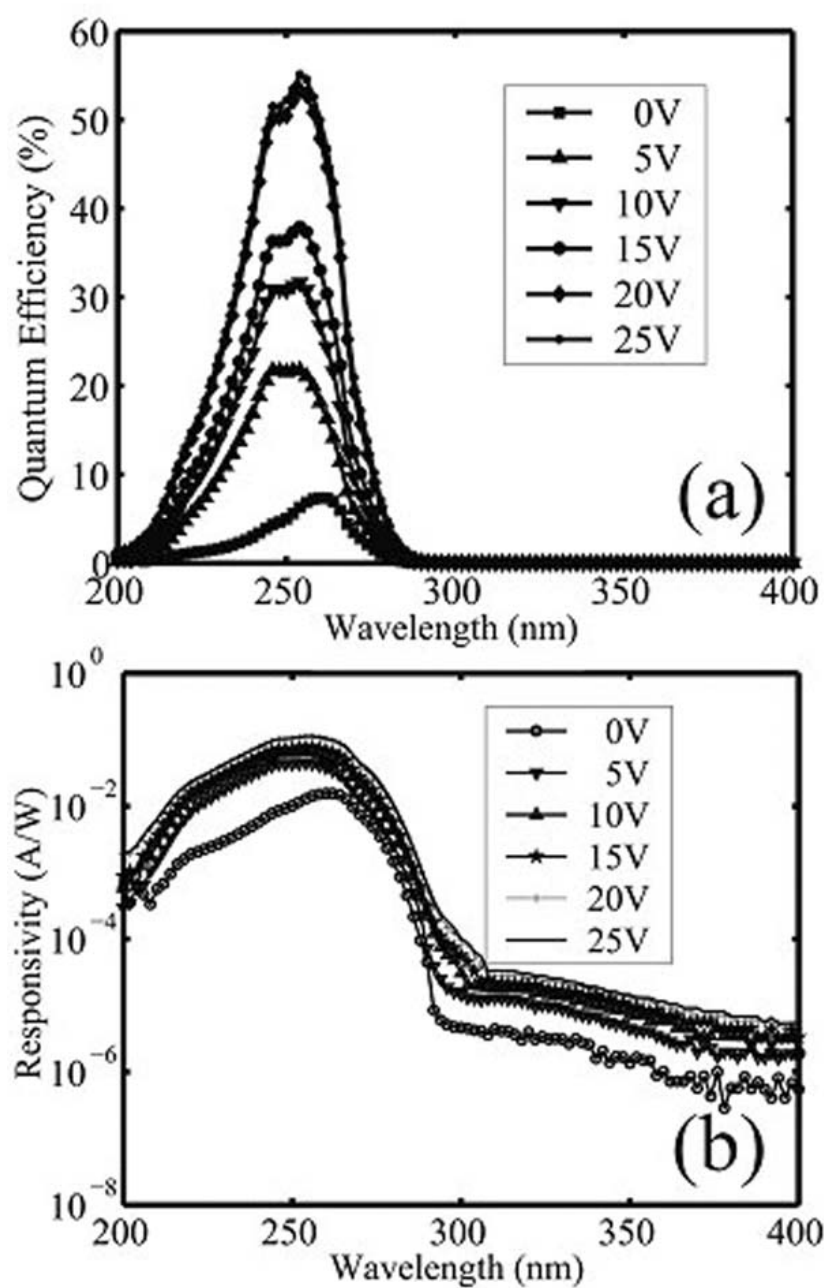 60
50
40
30
20
10
0
Quantum Efficiency (%)
0V
5V
10V
15V
20V
25V
(a)
200 250 300 350 400
Wavelength (nm)
10⁰
10⁻²
10⁻⁴
10⁻⁶
10⁻⁸
Responsivity (A/W)
0V
5V
10V
15V
20V
25V
(b)
200 250 300 350 400
Wavelength (nm)